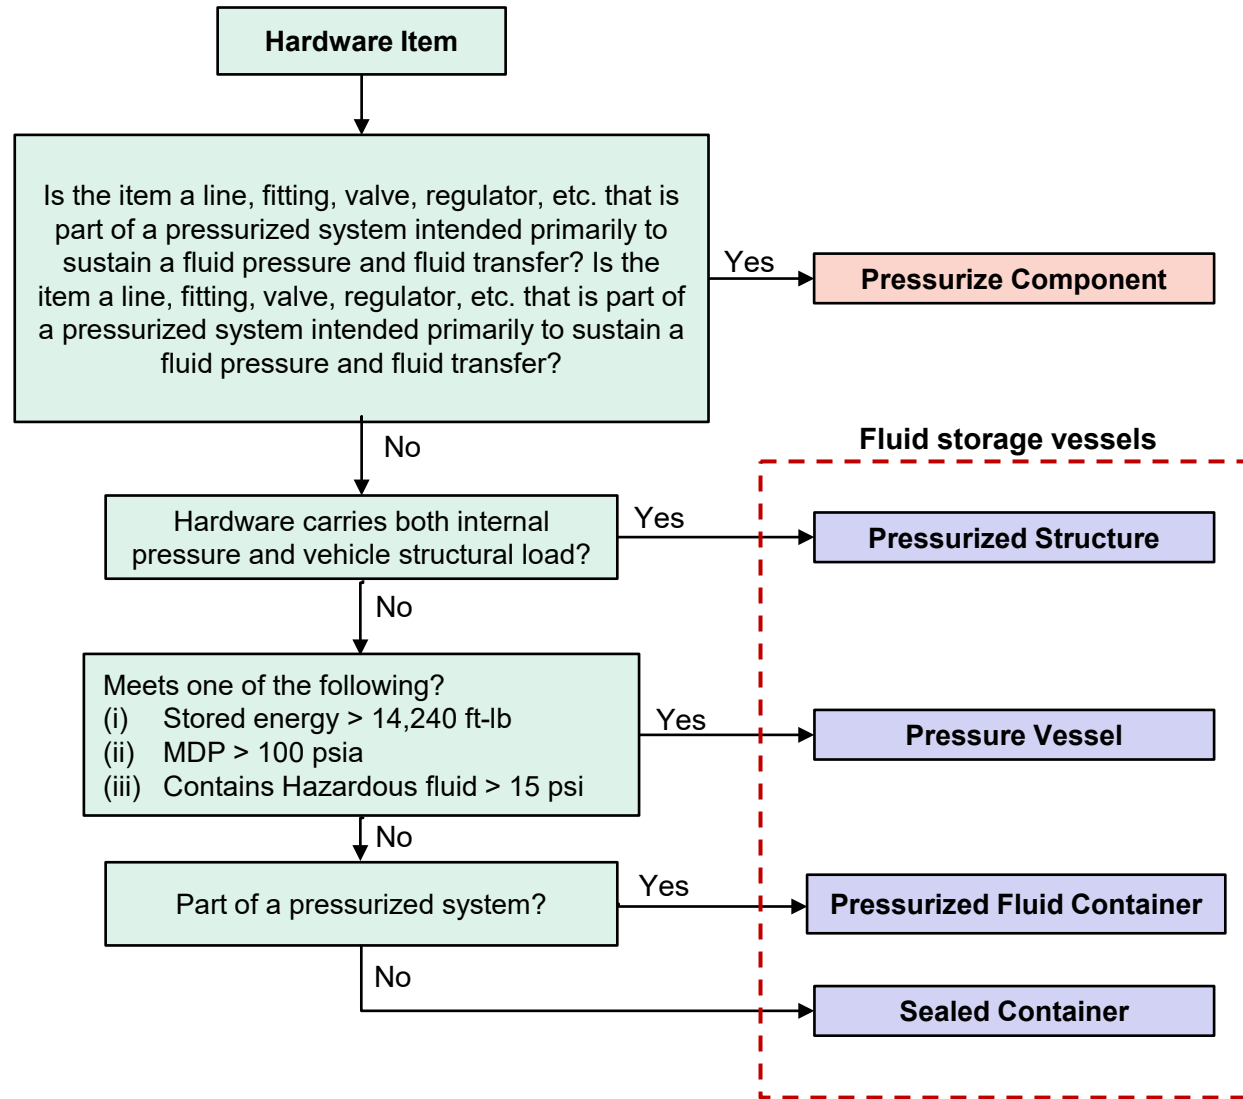 Hardware Item
Is the item a line, fitting, valve, regulator, etc. that is
part of a pressurized system intended primarily to
sustain a fluid pressure and fluid transfer? Is the
item a line, fitting, valve, regulator, etc. that is part of
a pressurized system intended primarily to sustain a
fluid pressure and fluid transfer?
Yes
Pressurize Component
No
Fluid storage vessels
Hardware carries both internal
pressure and vehicle structural load?
Yes
Pressurized Structure
No
Meets one of the following?
(i) Stored energy > 14,240 ft-lb
(ii) MDP > 100 psia
(iii) Contains Hazardous fluid > 15 psi
Yes
Pressure Vessel
No
Part of a pressurized system?
Yes
Pressurized Fluid Container
No
Sealed Container